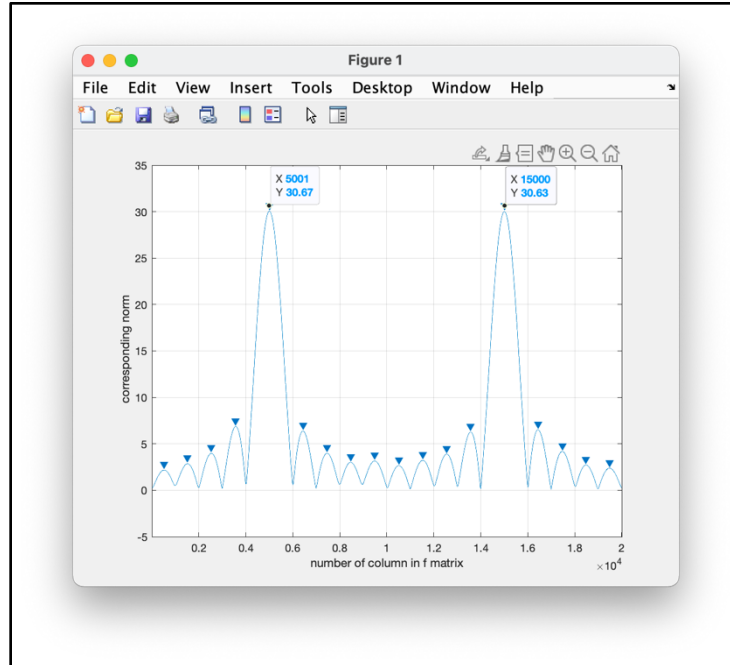 Figure 1
File Edit View Insert Tools Desktop Window Help
X 5001
Y 30.67
X 15000
Y 30.63
35
30
25
20
15
10
5
0
-5
corresponding norm
0.2 0.4 0.6 0.8 1 1.2 1.4 1.6 1.8 2
number of column in f matrix
×10⁴